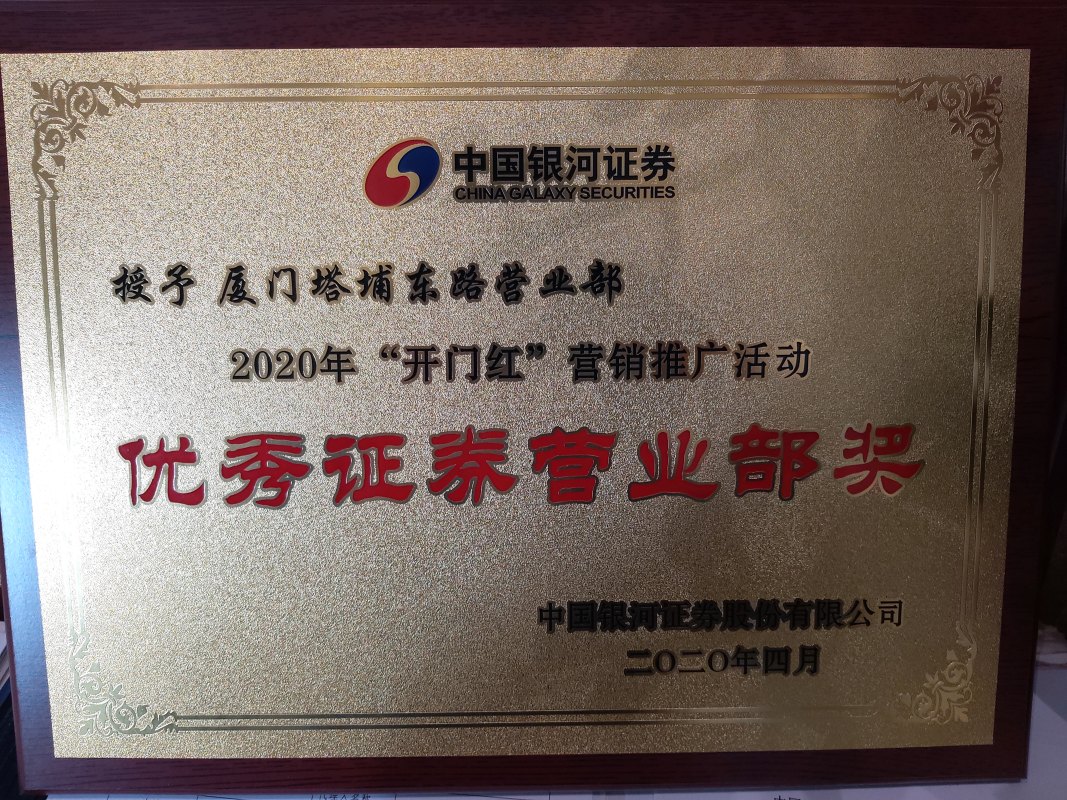 中国银河证券
CHINA GALAXY SECURITIES
授予 厦门塔埔东路营业部
2020年“开门红”营销推广活动
优秀证券营业部奖
中国银河证券股份有限公司
二〇二〇年四月